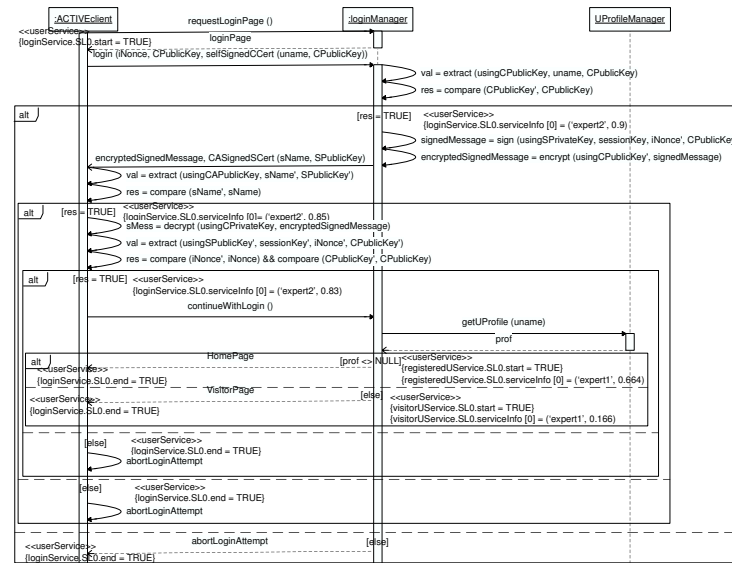 :ACTIVEclient
:loginManager
UProfileManager
requestLoginPage ()
<<userService>>
{loginService.SL0.start = TRUE}
loginPage
login (iNonce, CPublicKey, selfSignedCCert (uname, CPublicKey))
val = extract (usingCPublicKey, uname, CPublicKey)
res = compare (CPublicKey', CPublicKey)
alt
[res = TRUE]
<<userService>>
{loginService.SL0.serviceInfo [0] = ('expert2', 0.9)
signedMessage = sign (usingSPrivateKey, sessionKey, iNonce', CPublicKey
encryptedSignedMessage = encrypt (usingCPublicKey', signedMessage)
encryptedSignedMessage, CASignedSCert (sName, SPublicKey)
val = extract (usingCAPublicKey, sName', SPublicKey')
res = compare (sName', sName)
alt
[res = TRUE]
<<userService>>
{loginService.SL0.serviceInfo [0]= ('expert2', 0.85)
sMess = decrypt (usingCPrivateKey, encryptedSignedMessage)
val = extract (usingSPublicKey', sessionKey', iNonce', CPublicKey')
res = compare (iNonce', iNonce) && compoare (CPublicKey', CPublicKey)
alt
[res = TRUE]
<<userService>>
{loginService.SL0.serviceInfo [0] = ('expert2', 0.83)
continueWithLogin ()
getUProfile (uname)
prof
alt
HomePage
[prof <> NULL]
<<userService>>
{loginService.SL0.end = TRUE}
<<userService>>
{registeredUService.SL0.start = TRUE}
{registeredUService.SL0.serviceInfo [0] = ('expert1', 0.664)
VisitorPage
[else]
<<userService>>
{loginService.SL0.end = TRUE}
<<userService>>
{visitorUService.SL0.start = TRUE}
{visitorUService.SL0.serviceInfo [0] = ('expert1', 0.166)
[else]
<<userService>>
{loginService.SL0.end = TRUE}
abortLoginAttempt
[else]
<<userService>>
{loginService.SL0.end = TRUE}
abortLoginAttempt
abortLoginAttempt
[else]
<<userService>>
{loginService.SL0.end = TRUE}